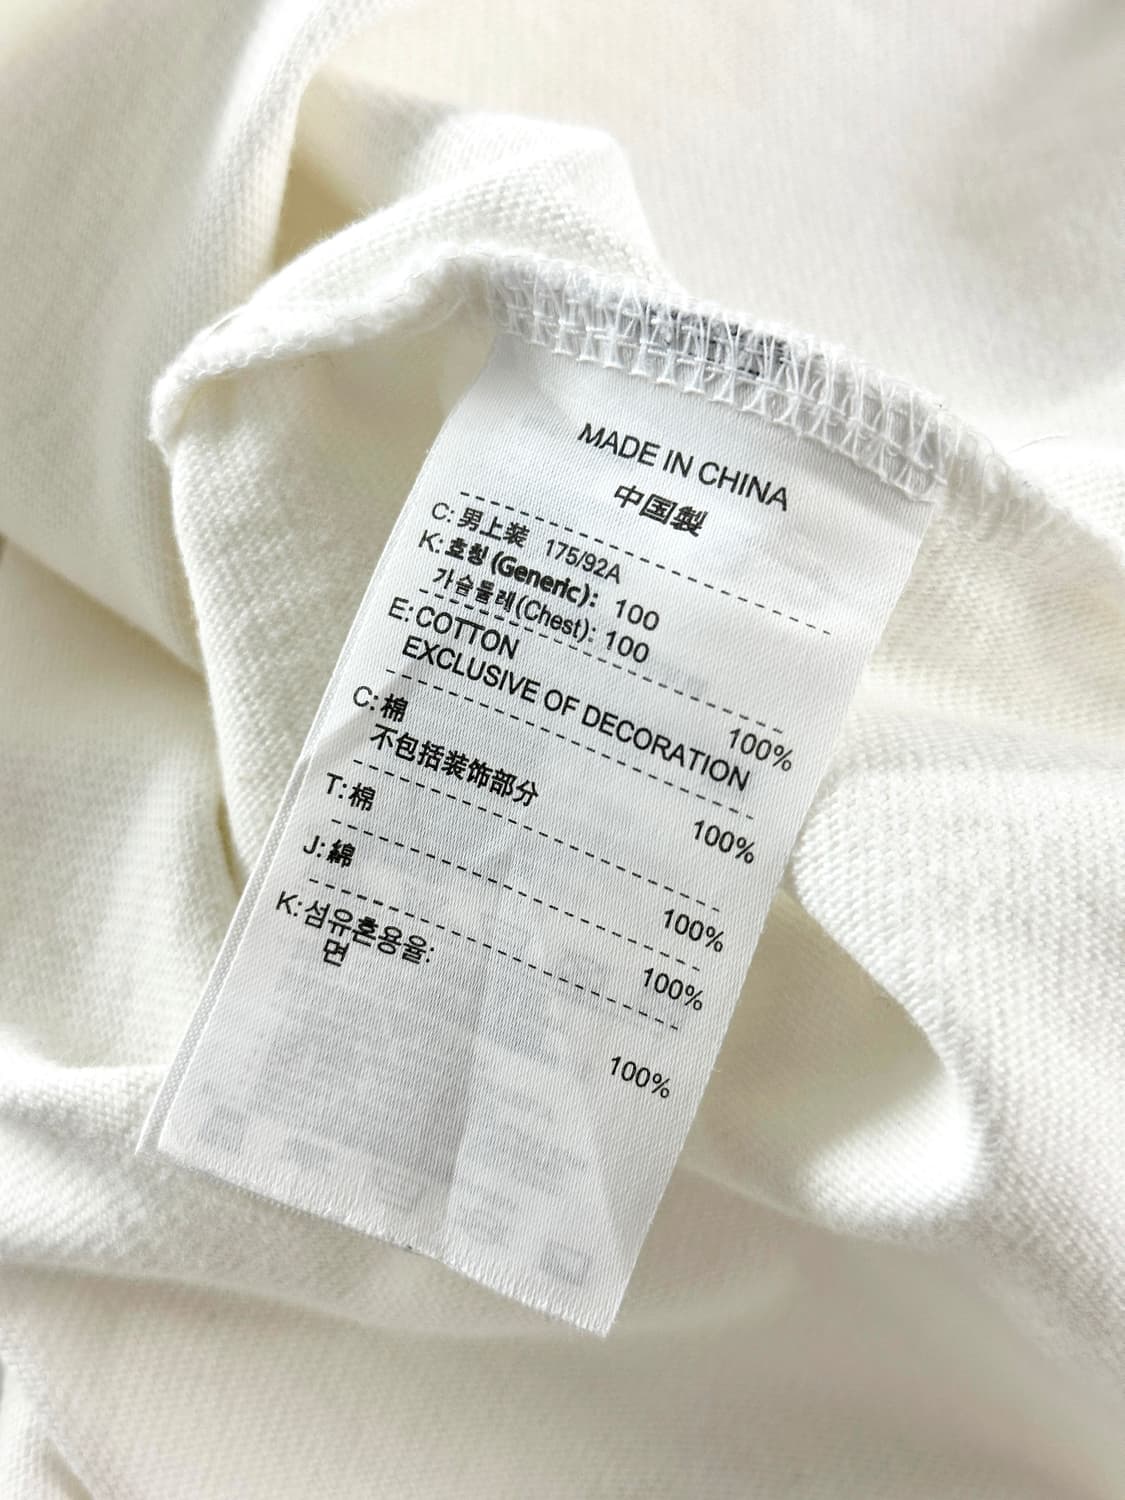 MADE IN CHINA
中国製
C: 男上装 175/92A
K: 호칭 (Generic): 100
가슴둘레(Chest): 100
E: COTTON 100%
EXCLUSIVE OF DECORATION
C: 棉 100%
不包括装饰部分
T: 棉 100%
J: 綿 100%
K: 섬유혼용율:
면 100%